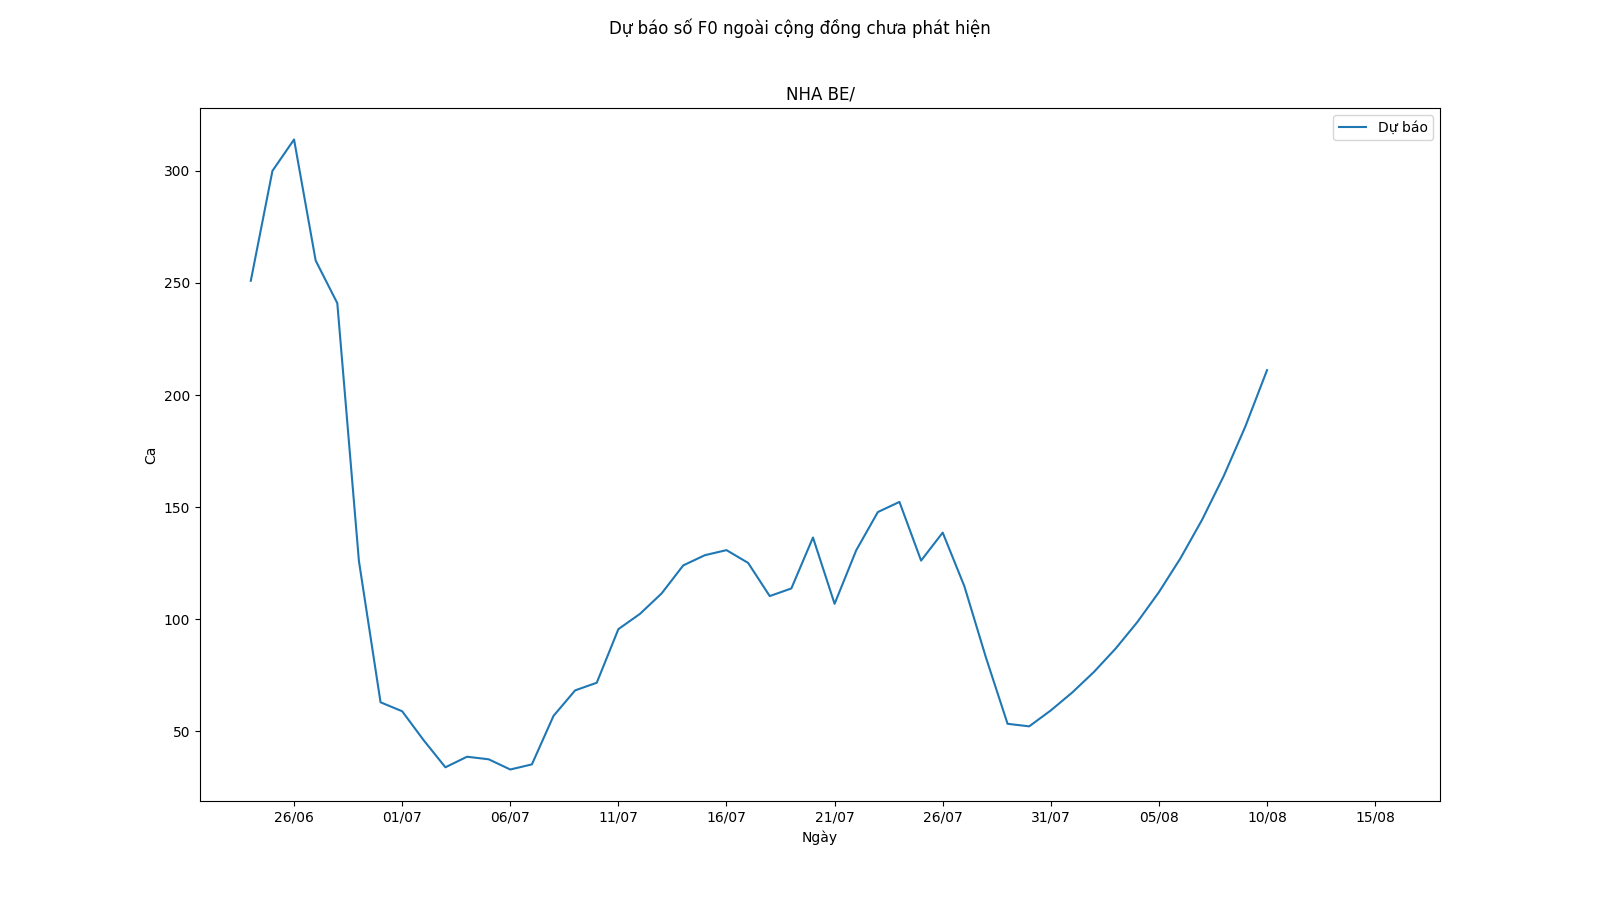 Dự báo số F0 ngoài cộng đồng chưa phát hiện
NHA BE/
Dự báo
300
250
200
150
100
50
Ca
26/06 01/07 06/07 11/07 16/07 21/07 26/07 31/07 05/08 10/08 15/08
Ngày